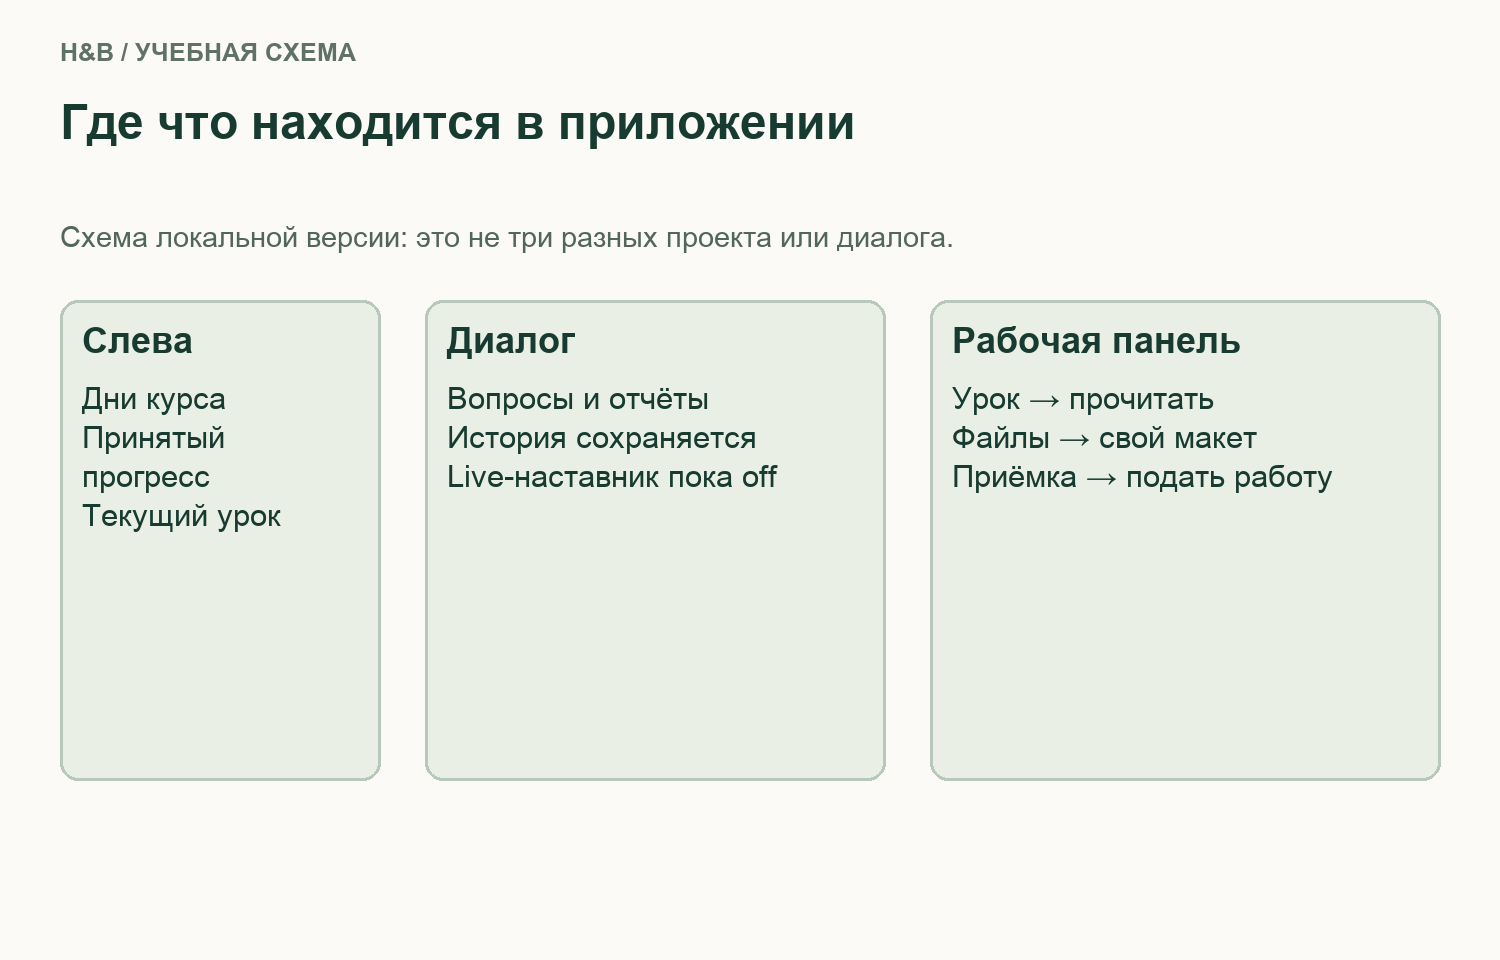 H&B / УЧЕБНАЯ СХЕМА
Где что находится в приложении
Схема локальной версии: это не три разных проекта или диалога.
Слева
Дни курса
Принятый
прогресс
Текущий урок
Диалог
Вопросы и отчёты
История сохраняется
Live-наставник пока off
Рабочая панель
Урок → прочитать
Файлы → свой макет
Приёмка → подать работу